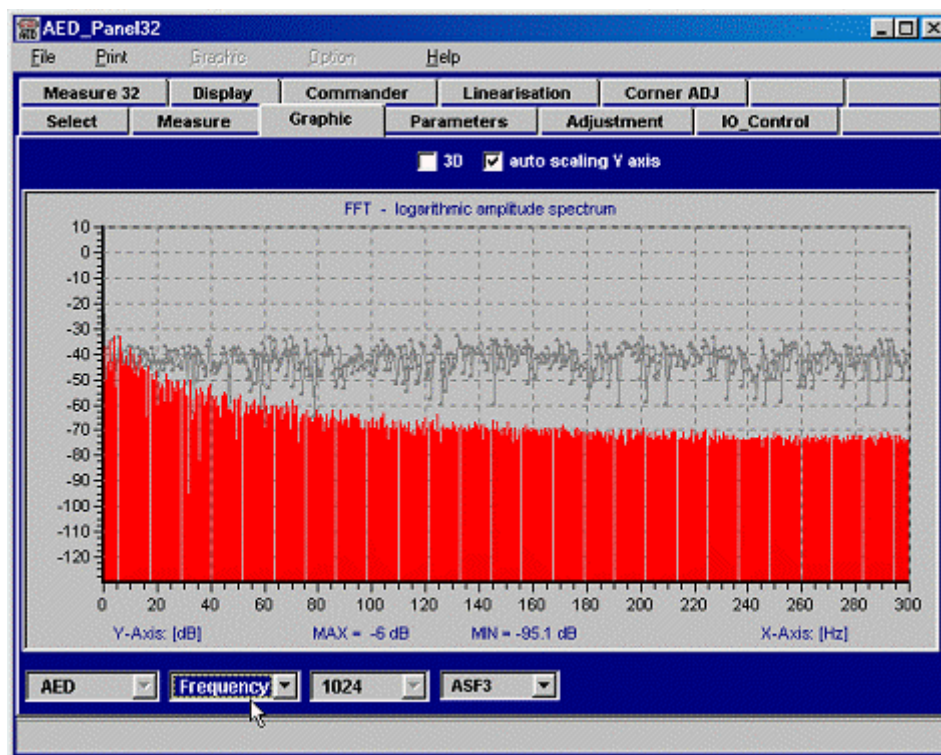 AED_Panel32
File Print Graphic Option Help
Measure 32 Display Commander Linearisation Corner ADJ
Select Measure Graphic Parameters Adjustment IO_Control
3D auto scaling Y axis
FFT - logarithmic amplitude spectrum
10
0
-10
-20
-30
-40
-50
-60
-70
-80
-90
-100
-110
-120
0 20 40 60 80 100 120 140 160 180 200 220 240 260 280 300
Y-Axis: [dB] MAX = -6 dB MIN = -95.1 dB X-Axis: [Hz]
AED Frequency 1024 ASF3